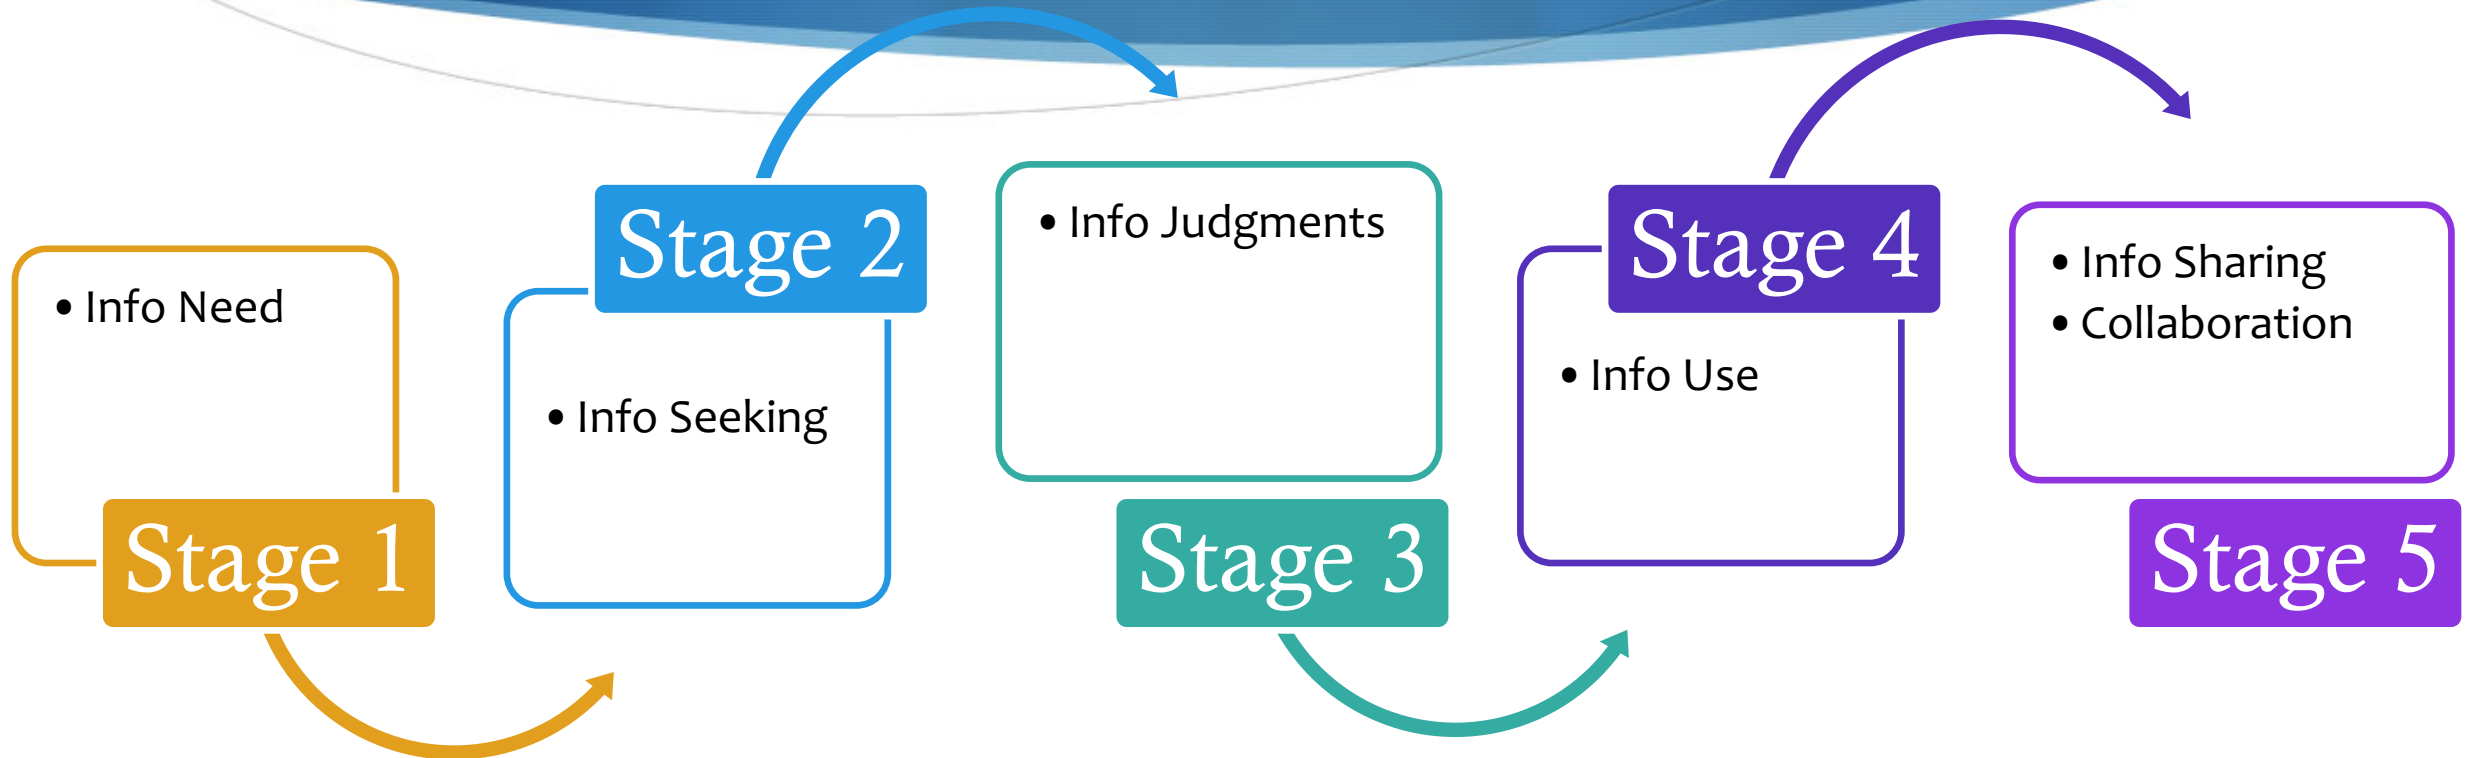 • Info Need
Stage 1
Stage 2
• Info Seeking
• Info Judgments
Stage 3
Stage 4
• Info Use
• Info Sharing
• Collaboration
Stage 5